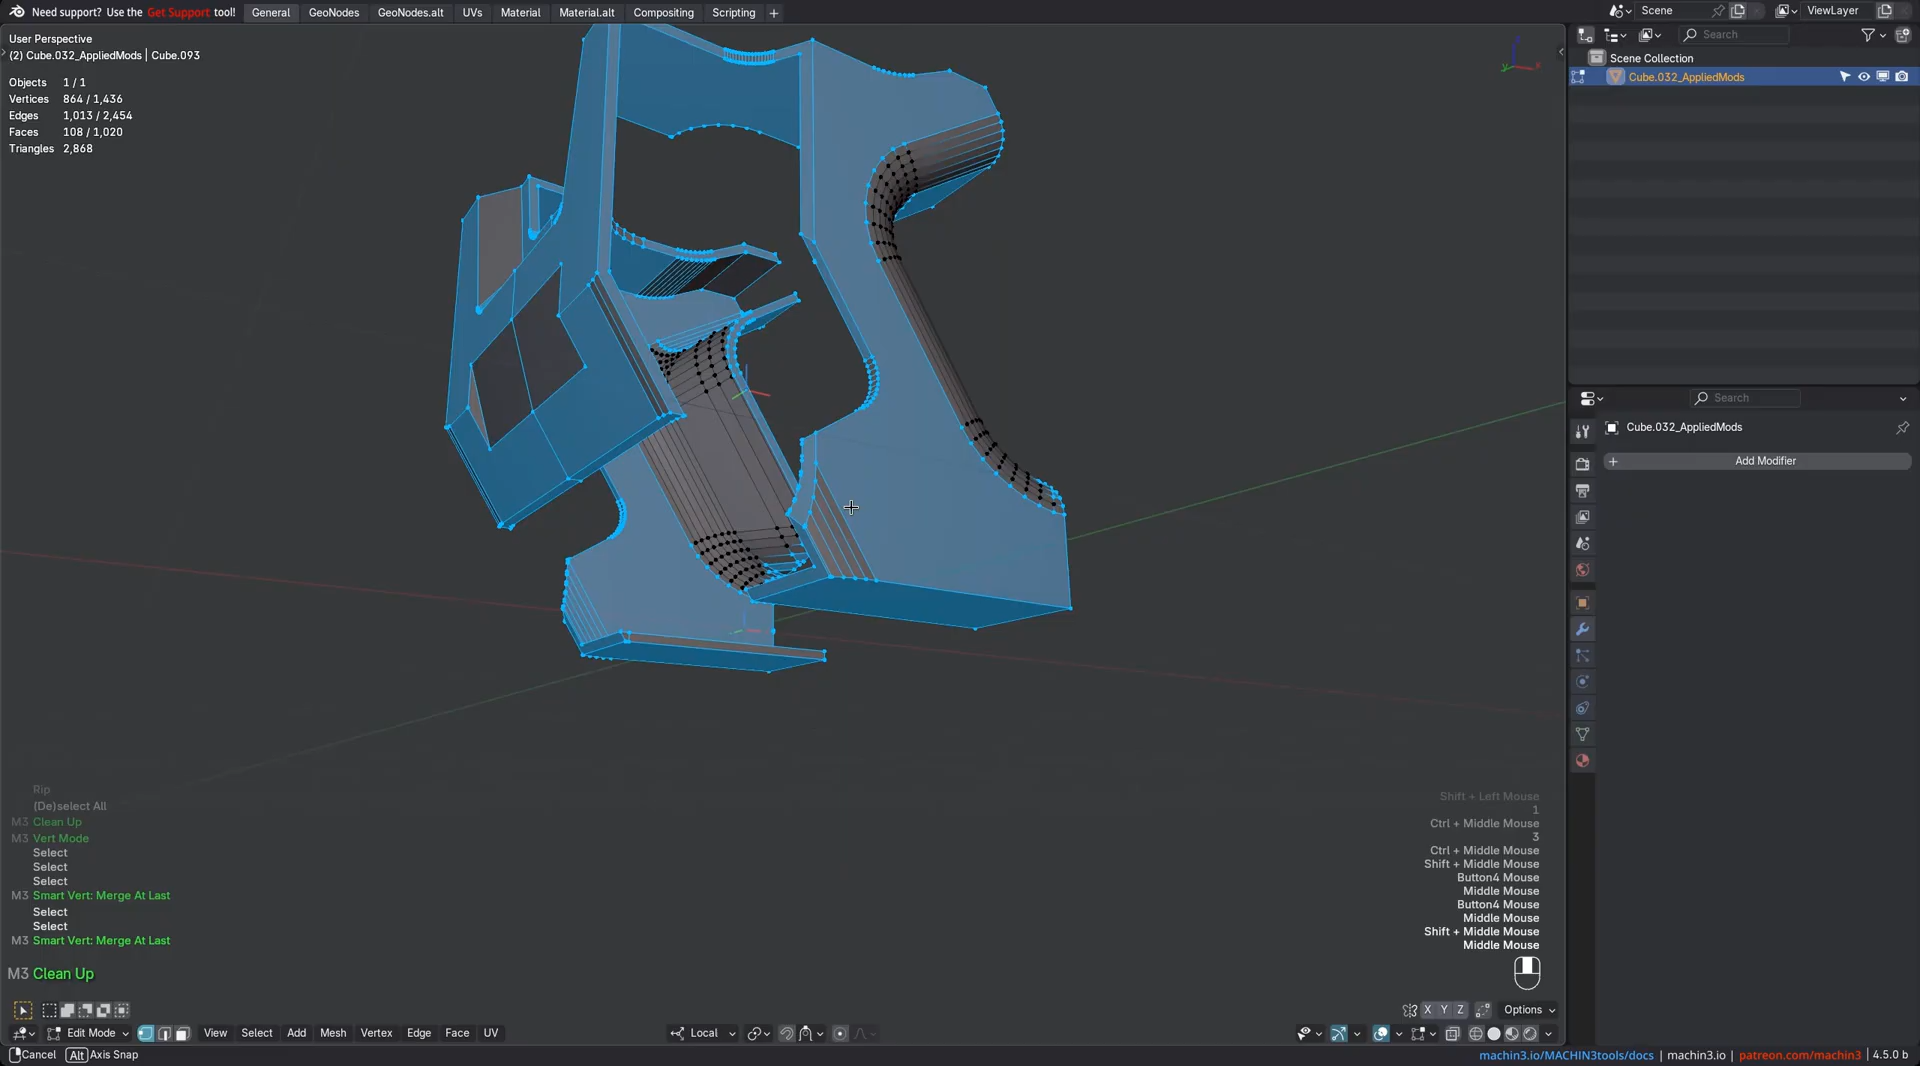 Need support? Use the Get Support tool!
General
GeoNodes
GeoNodes.alt
UVs
Material
Material.alt
Compositing
Scripting
+
Scene
ViewLayer
User Perspective
(2) Cube.032_AppliedMods | Cube.093
Objects 1 / 1
Vertices 864 / 1,436
Edges 1,013 / 2,454
Faces 108 / 1,020
Triangles 2,868
Search
Scene Collection
Cube.032_AppliedMods
Search
Cube.032_AppliedMods
+ Add Modifier
Rip
(De)select All
M3 Clean Up
M3 Vert Mode
Select
Select
Select
M3 Smart Vert: Merge At Last
Select
Select
M3 Smart Vert: Merge At Last
M3 Clean Up
Shift + Left Mouse
1
Ctrl + Middle Mouse
3
Ctrl + Middle Mouse
Shift + Middle Mouse
Button4 Mouse
Middle Mouse
Button4 Mouse
Middle Mouse
Shift + Middle Mouse
Middle Mouse
X Y Z
Options
Edit Mode
View
Select
Add
Mesh
Vertex
Edge
Face
UV
Local
Cancel
Alt Axis Snap
machin3.io/MACHIN3tools/docs | machin3.io | patreon.com/machin3 | 4.5.0 b